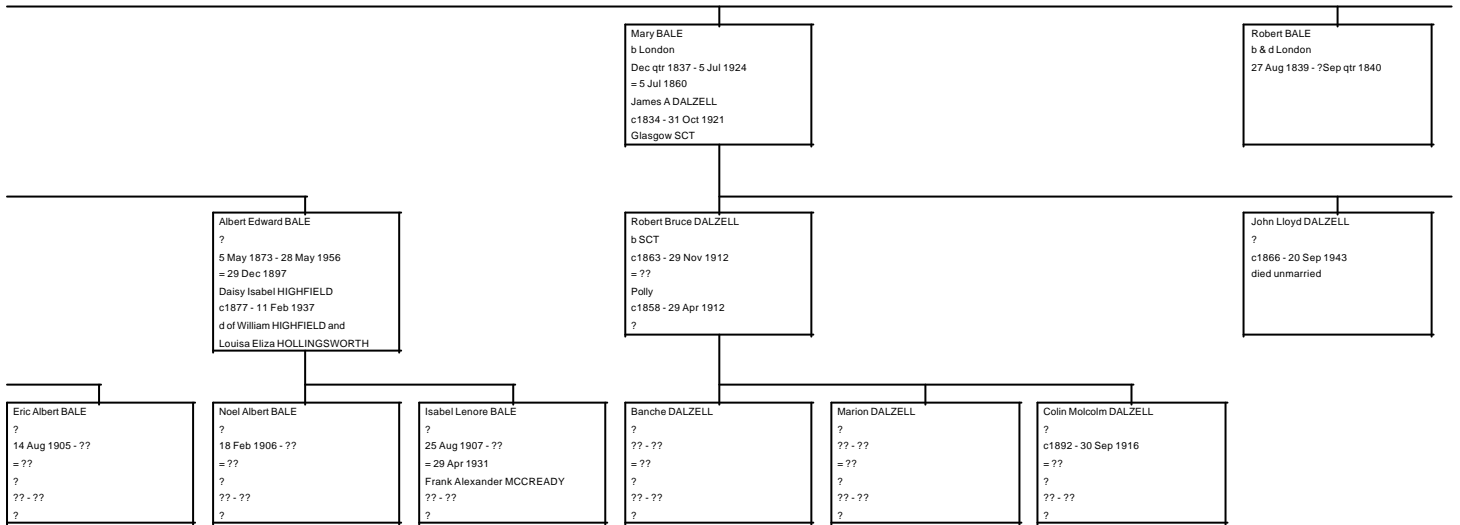 Mary BALE
b London
Dec qtr 1837 - 5 Jul 1924
= 5 Jul 1860
James A DALZELL
c1834 - 31 Oct 1921
Glasgow SCT
Robert BALE
b & d London
27 Aug 1839 - ?Sep qtr 1840
Albert Edward BALE
?
5 May 1873 - 28 May 1956
= 29 Dec 1897
Daisy Isabel HIGHFIELD
c1877 - 11 Feb 1937
d of William HIGHFIELD and
Louisa Eliza HOLLINGSWORTH
Robert Bruce DALZELL
b SCT
c1863 - 29 Nov 1912
= ??
Polly
c1858 - 29 Apr 1912
?
John Lloyd DALZELL
?
c1866 - 20 Sep 1943
died unmarried
Eric Albert BALE
?
14 Aug 1905 - ??
= ??
?
?? - ??
?
Noel Albert BALE
?
18 Feb 1906 - ??
= ??
?
?? - ??
?
Isabel Lenore BALE
?
25 Aug 1907 - ??
= 29 Apr 1931
Frank Alexander MCCREADY
?? - ??
?
Banche DALZELL
?
?? - ??
= ??
?
?? - ??
?
Marion DALZELL
?
?? - ??
= ??
?
?? - ??
?
Colin Molcolm DALZELL
?
c1892 - 30 Sep 1916
= ??
?
?? - ??
?